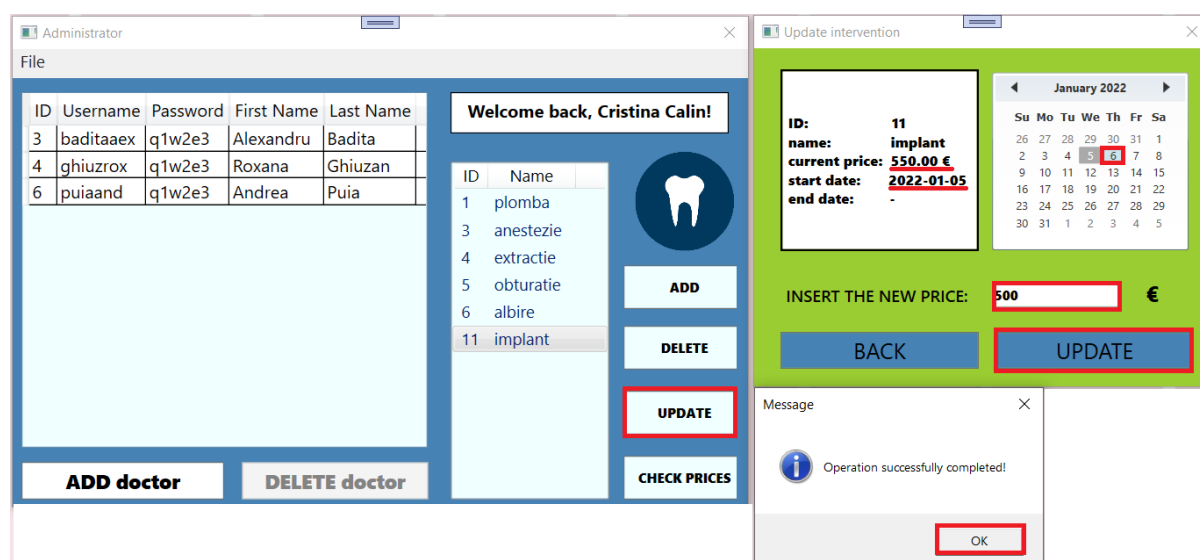 Administrator
File
ID Username Password First Name Last Name
3 baditaaex q1w2e3 Alexandru Badita
4 ghiuzrox q1w2e3 Roxana Ghiuzan
6 puiaand q1w2e3 Andrea Puia
ADD doctor
DELETE doctor
Welcome back, Cristina Calin!
ID Name
1 plomba
3 anestezie
4 extractie
5 obturatie
6 albire
11 implant
ADD
DELETE
UPDATE
CHECK PRICES
Update intervention
ID: 11
name: implant
current price: 550.00 €
start date: 2022-01-05
end date: -
January 2022
Su Mo Tu We Th Fr Sa
26 27 28 29 30 31 1
2 3 4 5 6 7 8
9 10 11 12 13 14 15
16 17 18 19 20 21 22
23 24 25 26 27 28 29
30 31 1 2 3 4 5
INSERT THE NEW PRICE: 500 €
BACK
UPDATE
Message
Operation successfully completed!
OK